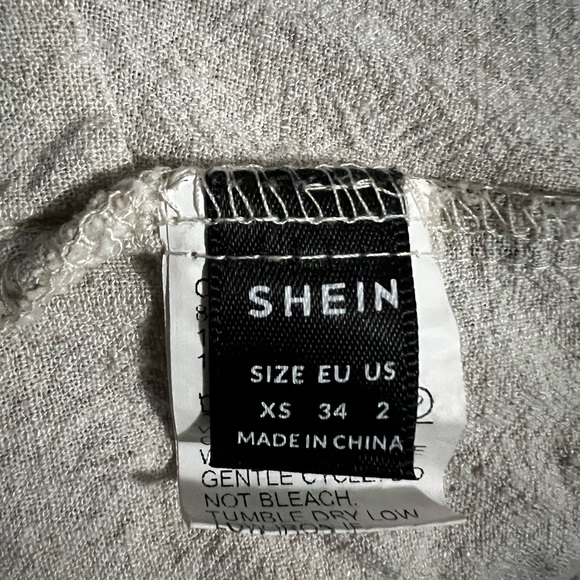 SHEIN
SIZE EU US
XS 34 2
MADE IN CHINA
GENTLE CYCLE.
NOT BLEACH.
TUMBLE DRY LOW